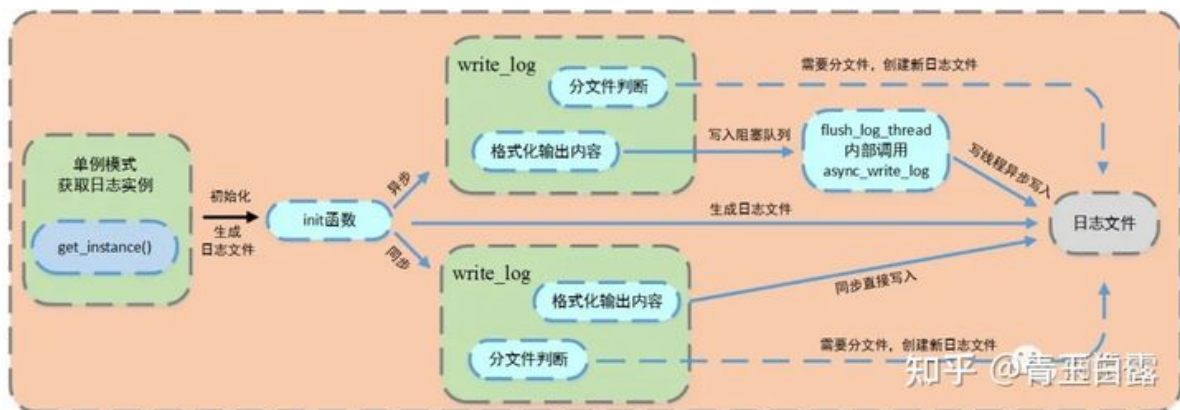 单例模式
获取日志实例
get_instance()
初始化
生成
日志文件
init函数
异步
同步
write_log
分文件判断
格式化输出内容
需要分文件，创建新日志文件
写入阻塞队列
flush_log_thread
内部调用
async_write_log
写线程异步写入
生成日志文件
日志文件
write_log
格式化输出内容
分文件判断
同步直接写入
需要分文件，创建新日志文件
知乎 @青玉白露